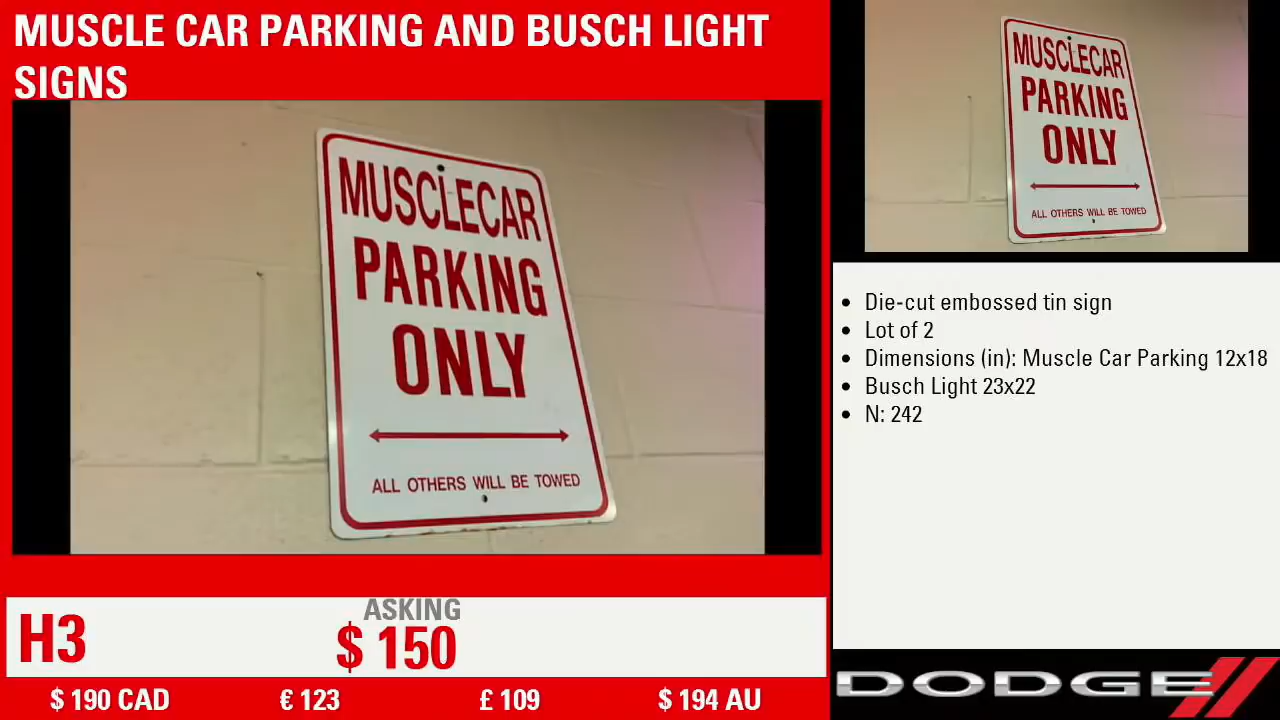 MUSCLE CAR PARKING AND BUSCH LIGHT
SIGNS
MUSCLECAR
PARKING
ONLY
ALL OTHERS WILL BE TOWED
MUSCLECAR
PARKING
ONLY
ALL OTHERS WILL BE TOWED
• Die-cut embossed tin sign
• Lot of 2
• Dimensions (in): Muscle Car Parking 12x18
• Busch Light 23x22
• N: 242
H3
ASKING
$ 150
$ 190 CAD € 123 £ 109 $ 194 AU
DODGE